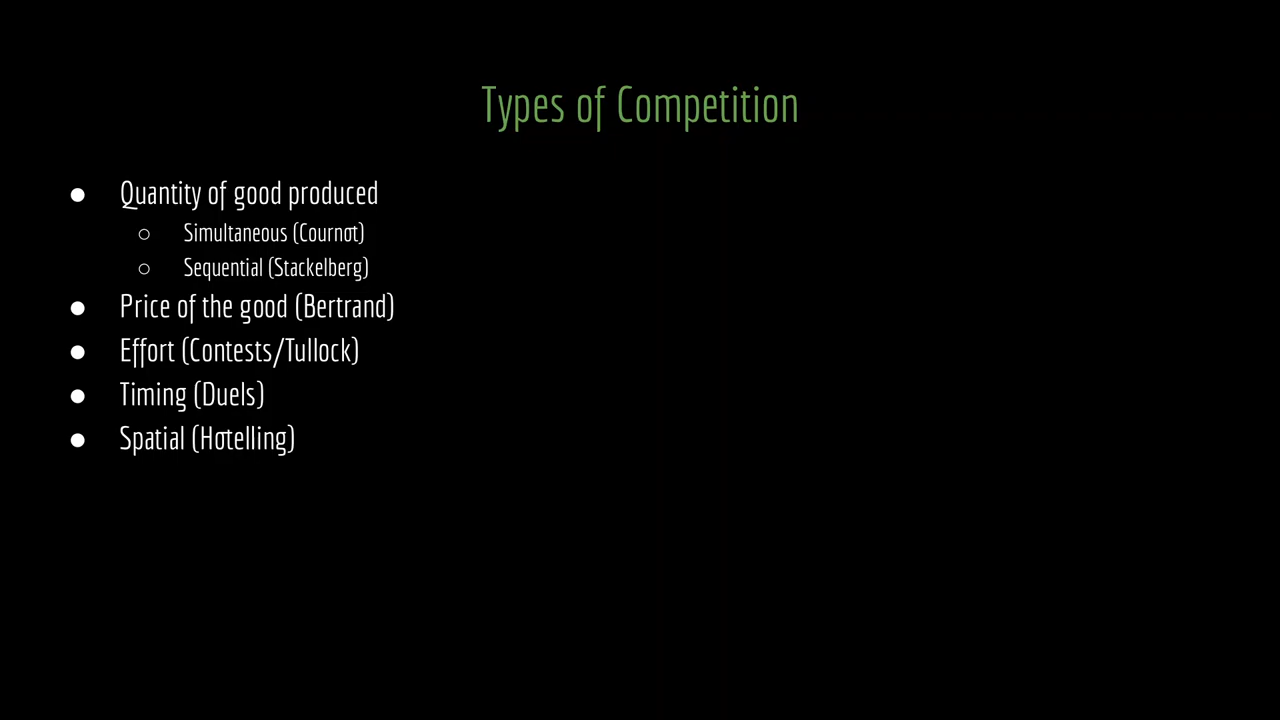 Types of Competition
● Quantity of good produced
○ Simultaneous (Cournot)
○ Sequential (Stackelberg)
● Price of the good (Bertrand)
● Effort (Contests/Tullock)
● Timing (Duels)
● Spatial (Hotelling)